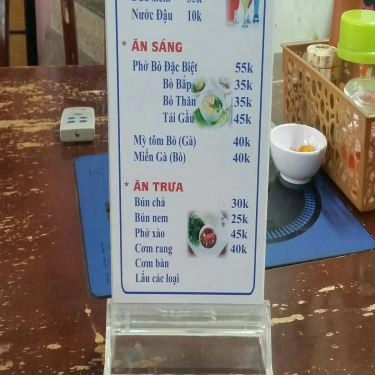 Nước Đậu 10k
* ĂN SÁNG
Phở Bò Đặc Biệt 55k
Bò Bắp 35k
Bò Thăn 35k
Tái Gầu 45k
Mỳ tôm Bò (Gà) 40k
Miến Gà (Bò) 40k
* ĂN TRƯA
Bún chả 30k
Bún nem 25k
Phở xào 45k
Cơm rang 40k
Cơm bàn
Lẩu các loại